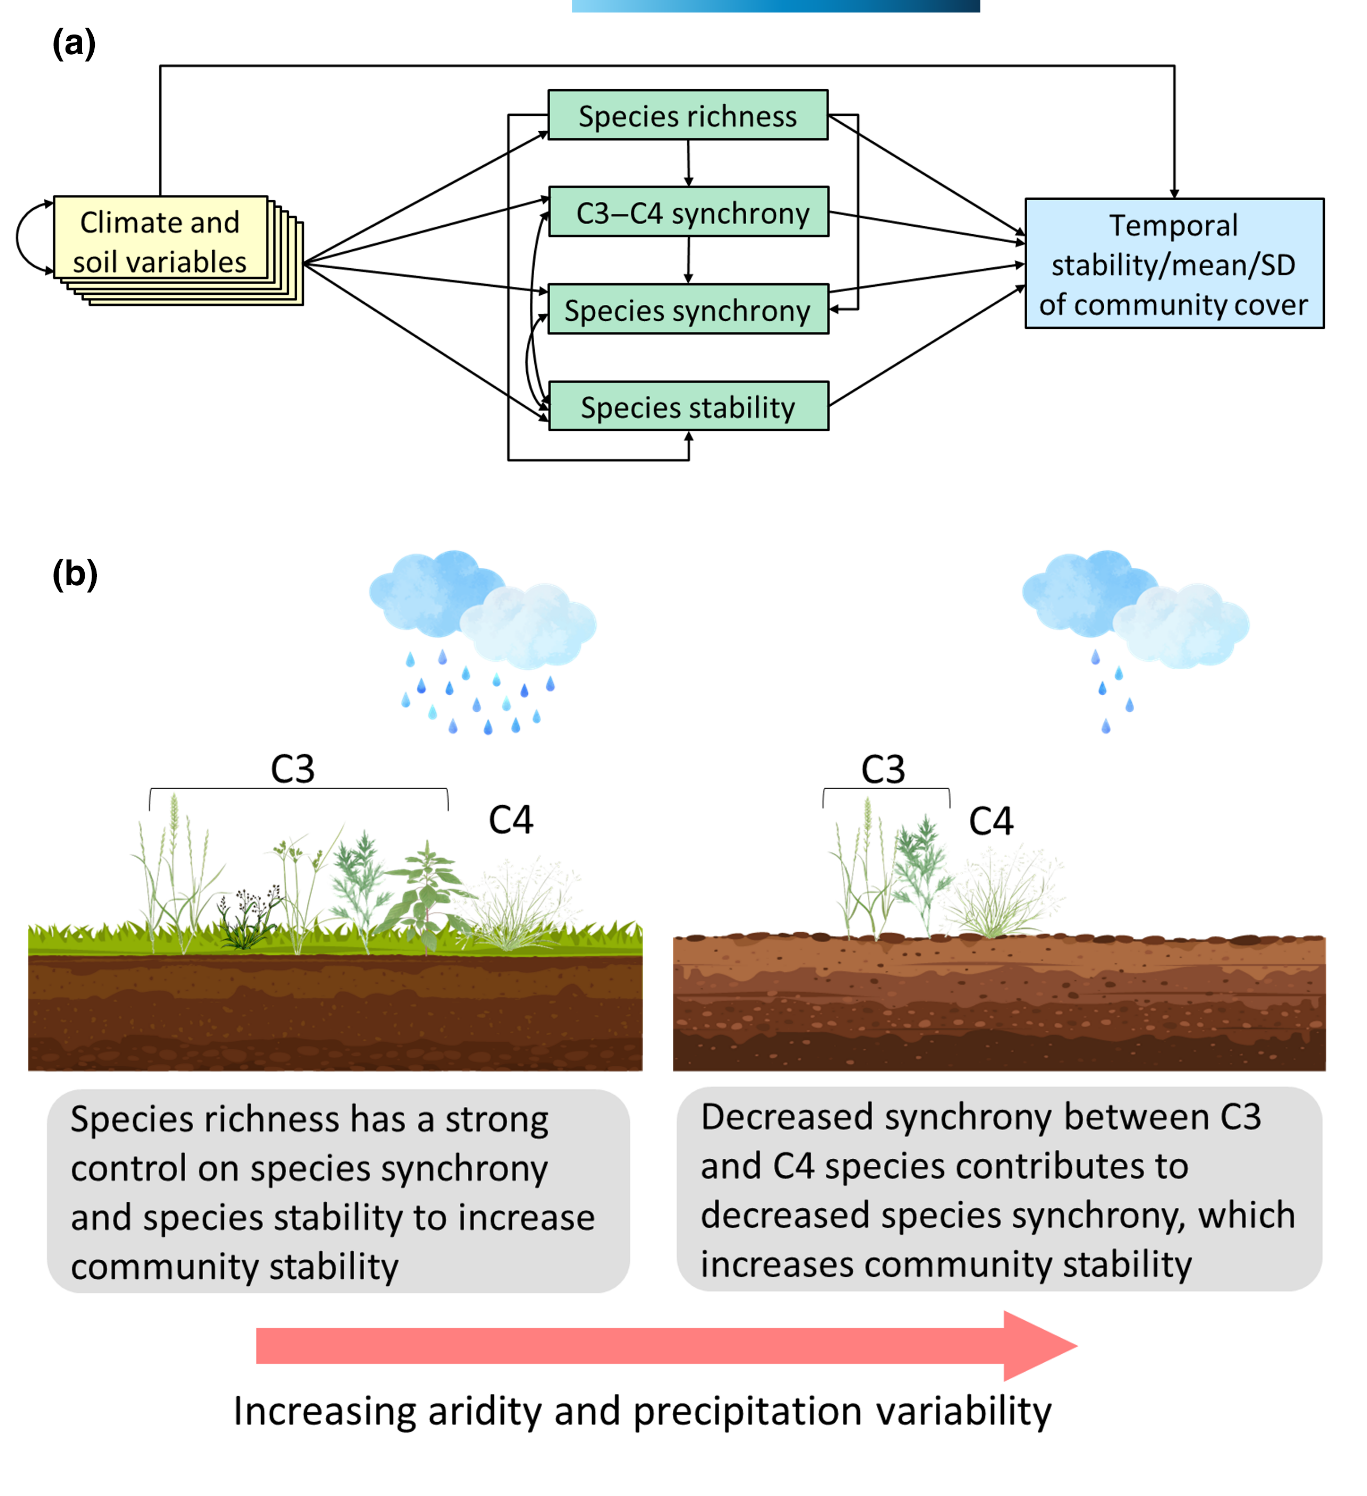 (a)
Species richness
C3–C4 synchrony
Species synchrony
Species stability
Climate and
soil variables
Temporal
stability/mean/SD
of community cover
(b)
C3
C4
C3
C4
Species richness has a strong
control on species synchrony
and species stability to increase
community stability
Decreased synchrony between C3
and C4 species contributes to
decreased species synchrony, which
increases community stability
Increasing aridity and precipitation variability